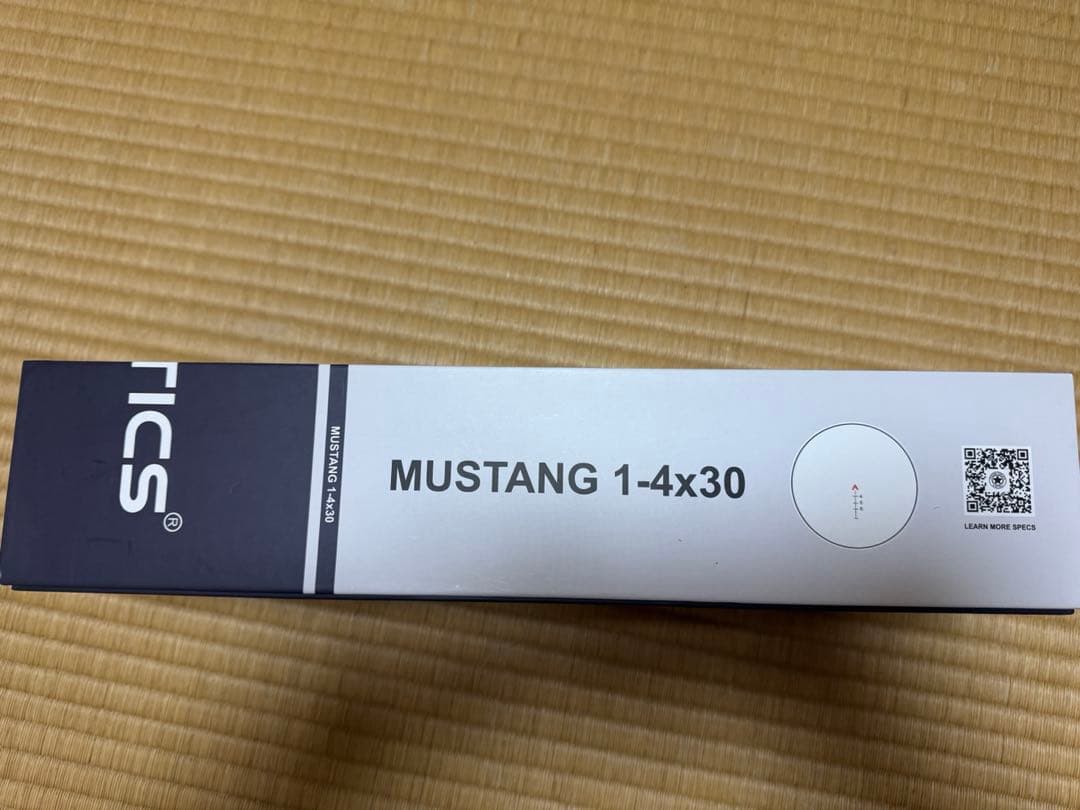 TICS®
MUSTANG 1-4x30
MUSTANG 1-4x30
LEARN MORE SPECS